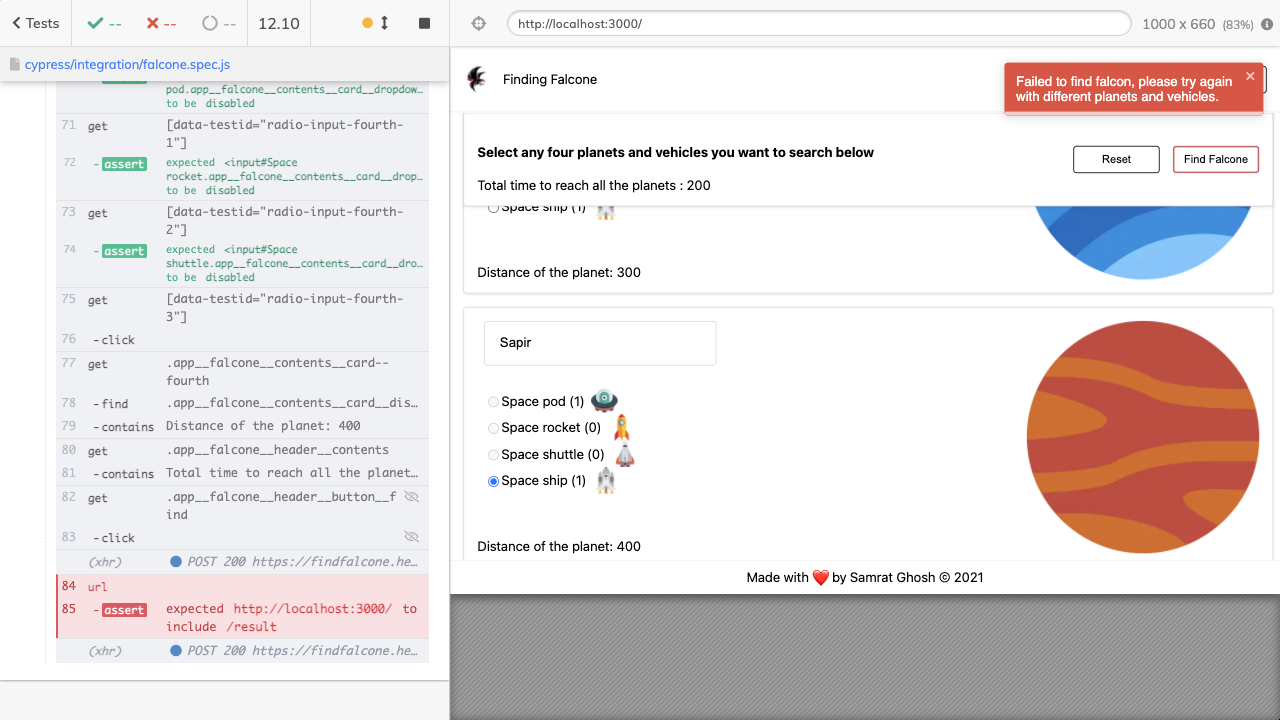 Tests
--
--
--
12.10
cypress/integration/falcone.spec.js
pod.app__falcone__contents__card__dropdow…
to be disabled
71 get [data-testid="radio-input-fourth-
1"]
72 -assert expected <input#Space
rocket.app__falcone__contents__card__drop…
to be disabled
73 get [data-testid="radio-input-fourth-
2"]
74 -assert expected <input#Space
shuttle.app__falcone__contents__card__dro…
to be disabled
75 get [data-testid="radio-input-fourth-
3"]
76 -click
77 get .app__falcone__contents__card--
fourth
78 -find .app__falcone__contents__card__dis…
79 -contains Distance of the planet: 400
80 get .app__falcone__header__contents
81 -contains Total time to reach all the planet…
82 get .app__falcone__header__button__f
ind
83 -click
(xhr) POST 200 https://findfalcone.he…
84 url
85 -assert expected http://localhost:3000/ to
include /result
(xhr) POST 200 https://findfalcone.he…
http://localhost:3000/
1000 x 660 (83%)
Finding Falcone
Failed to find falcon, please try again
with different planets and vehicles.
×
Select any four planets and vehicles you want to search below
Reset
Find Falcone
Total time to reach all the planets : 200
Space ship (1)
Distance of the planet: 300
Sapir
Space pod (1)
Space rocket (0)
Space shuttle (0)
Space ship (1)
Distance of the planet: 400
Made with ❤️ by Samrat Ghosh © 2021